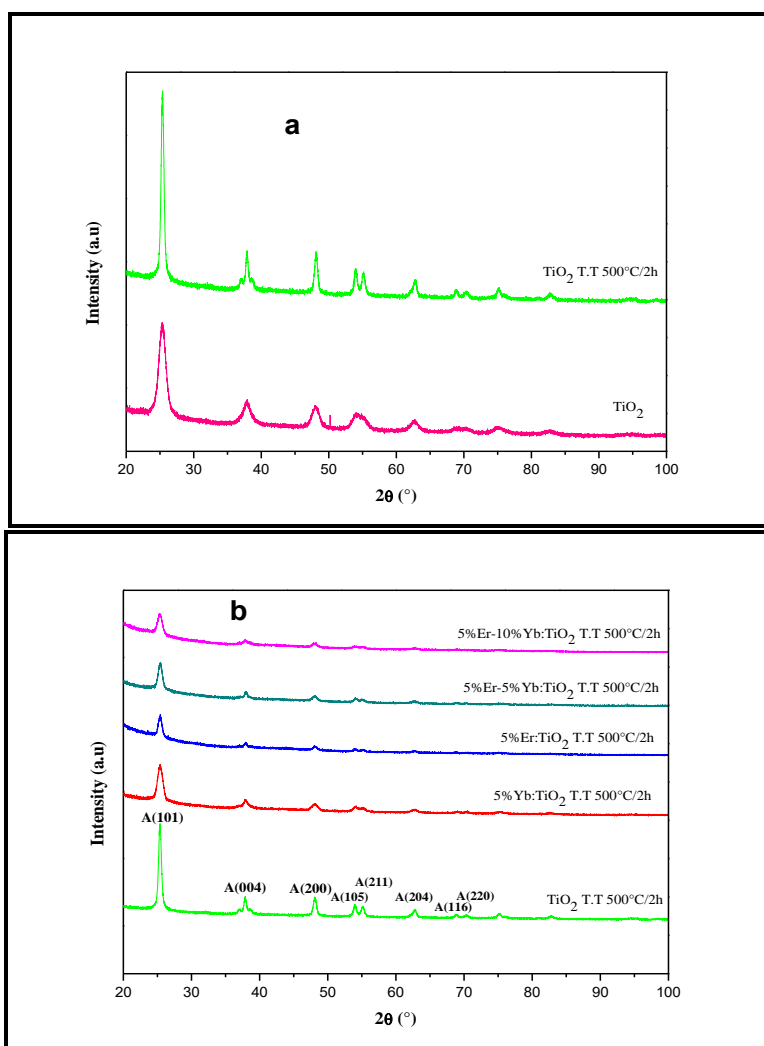 a
Intensity (a.u)
TiO2 T.T 500°C/2h
TiO2
20 30 40 50 60 70 80 90 100
2θ (°)
b
Intensity (a.u)
5%Er-10%Yb:TiO2 T.T 500°C/2h
5%Er-5%Yb:TiO2 T.T 500°C/2h
5%Er:TiO2 T.T 500°C/2h
5%Yb:TiO2 T.T 500°C/2h
A(101)
A(004) A(200) A(105) A(211) A(204) A(116) A(220)
TiO2 T.T 500°C/2h
20 30 40 50 60 70 80 90 100
2θ (°)